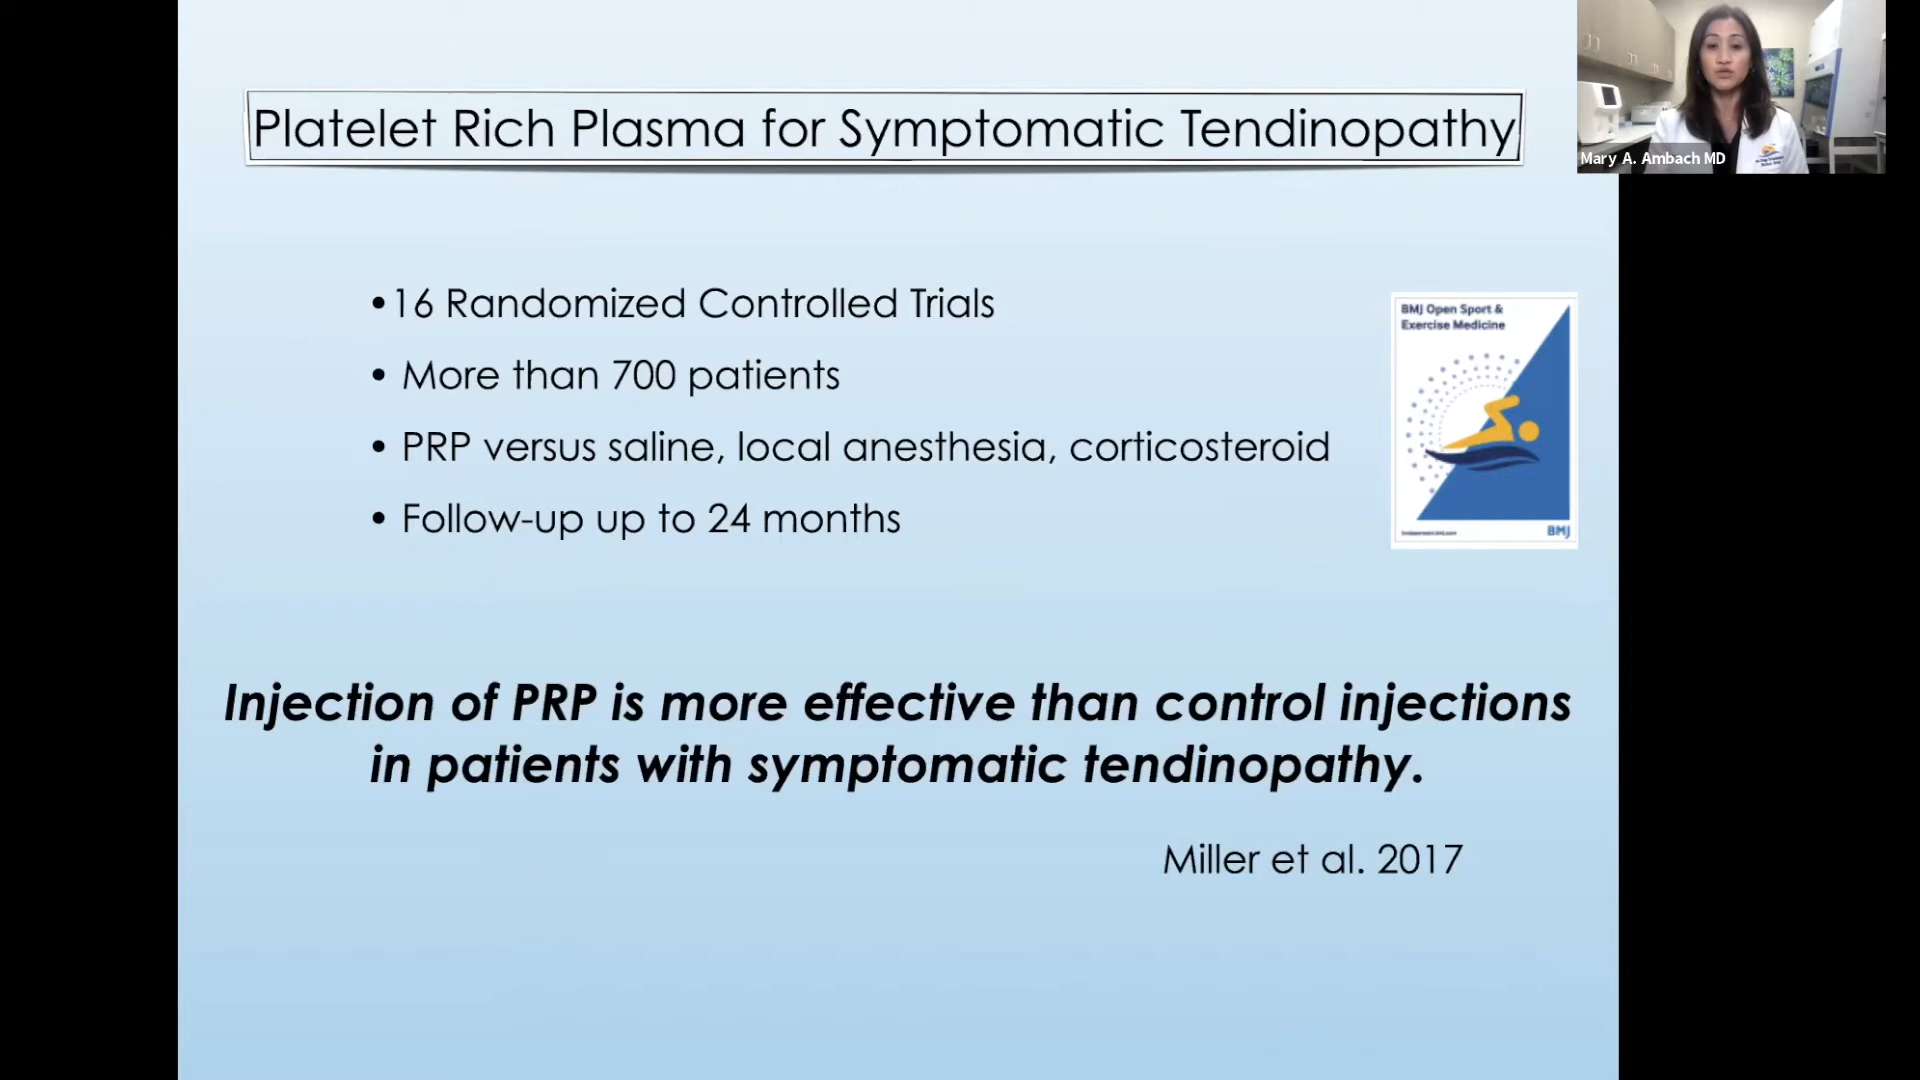 Platelet Rich Plasma for Symptomatic Tendinopathy
Mary A. Ambach MD
•16 Randomized Controlled Trials
• More than 700 patients
• PRP versus saline, local anesthesia, corticosteroid
• Follow-up up to 24 months
BMJ Open Sport &
Exercise Medicine
BMJ
Injection of PRP is more effective than control injections
in patients with symptomatic tendinopathy.
Miller et al. 2017